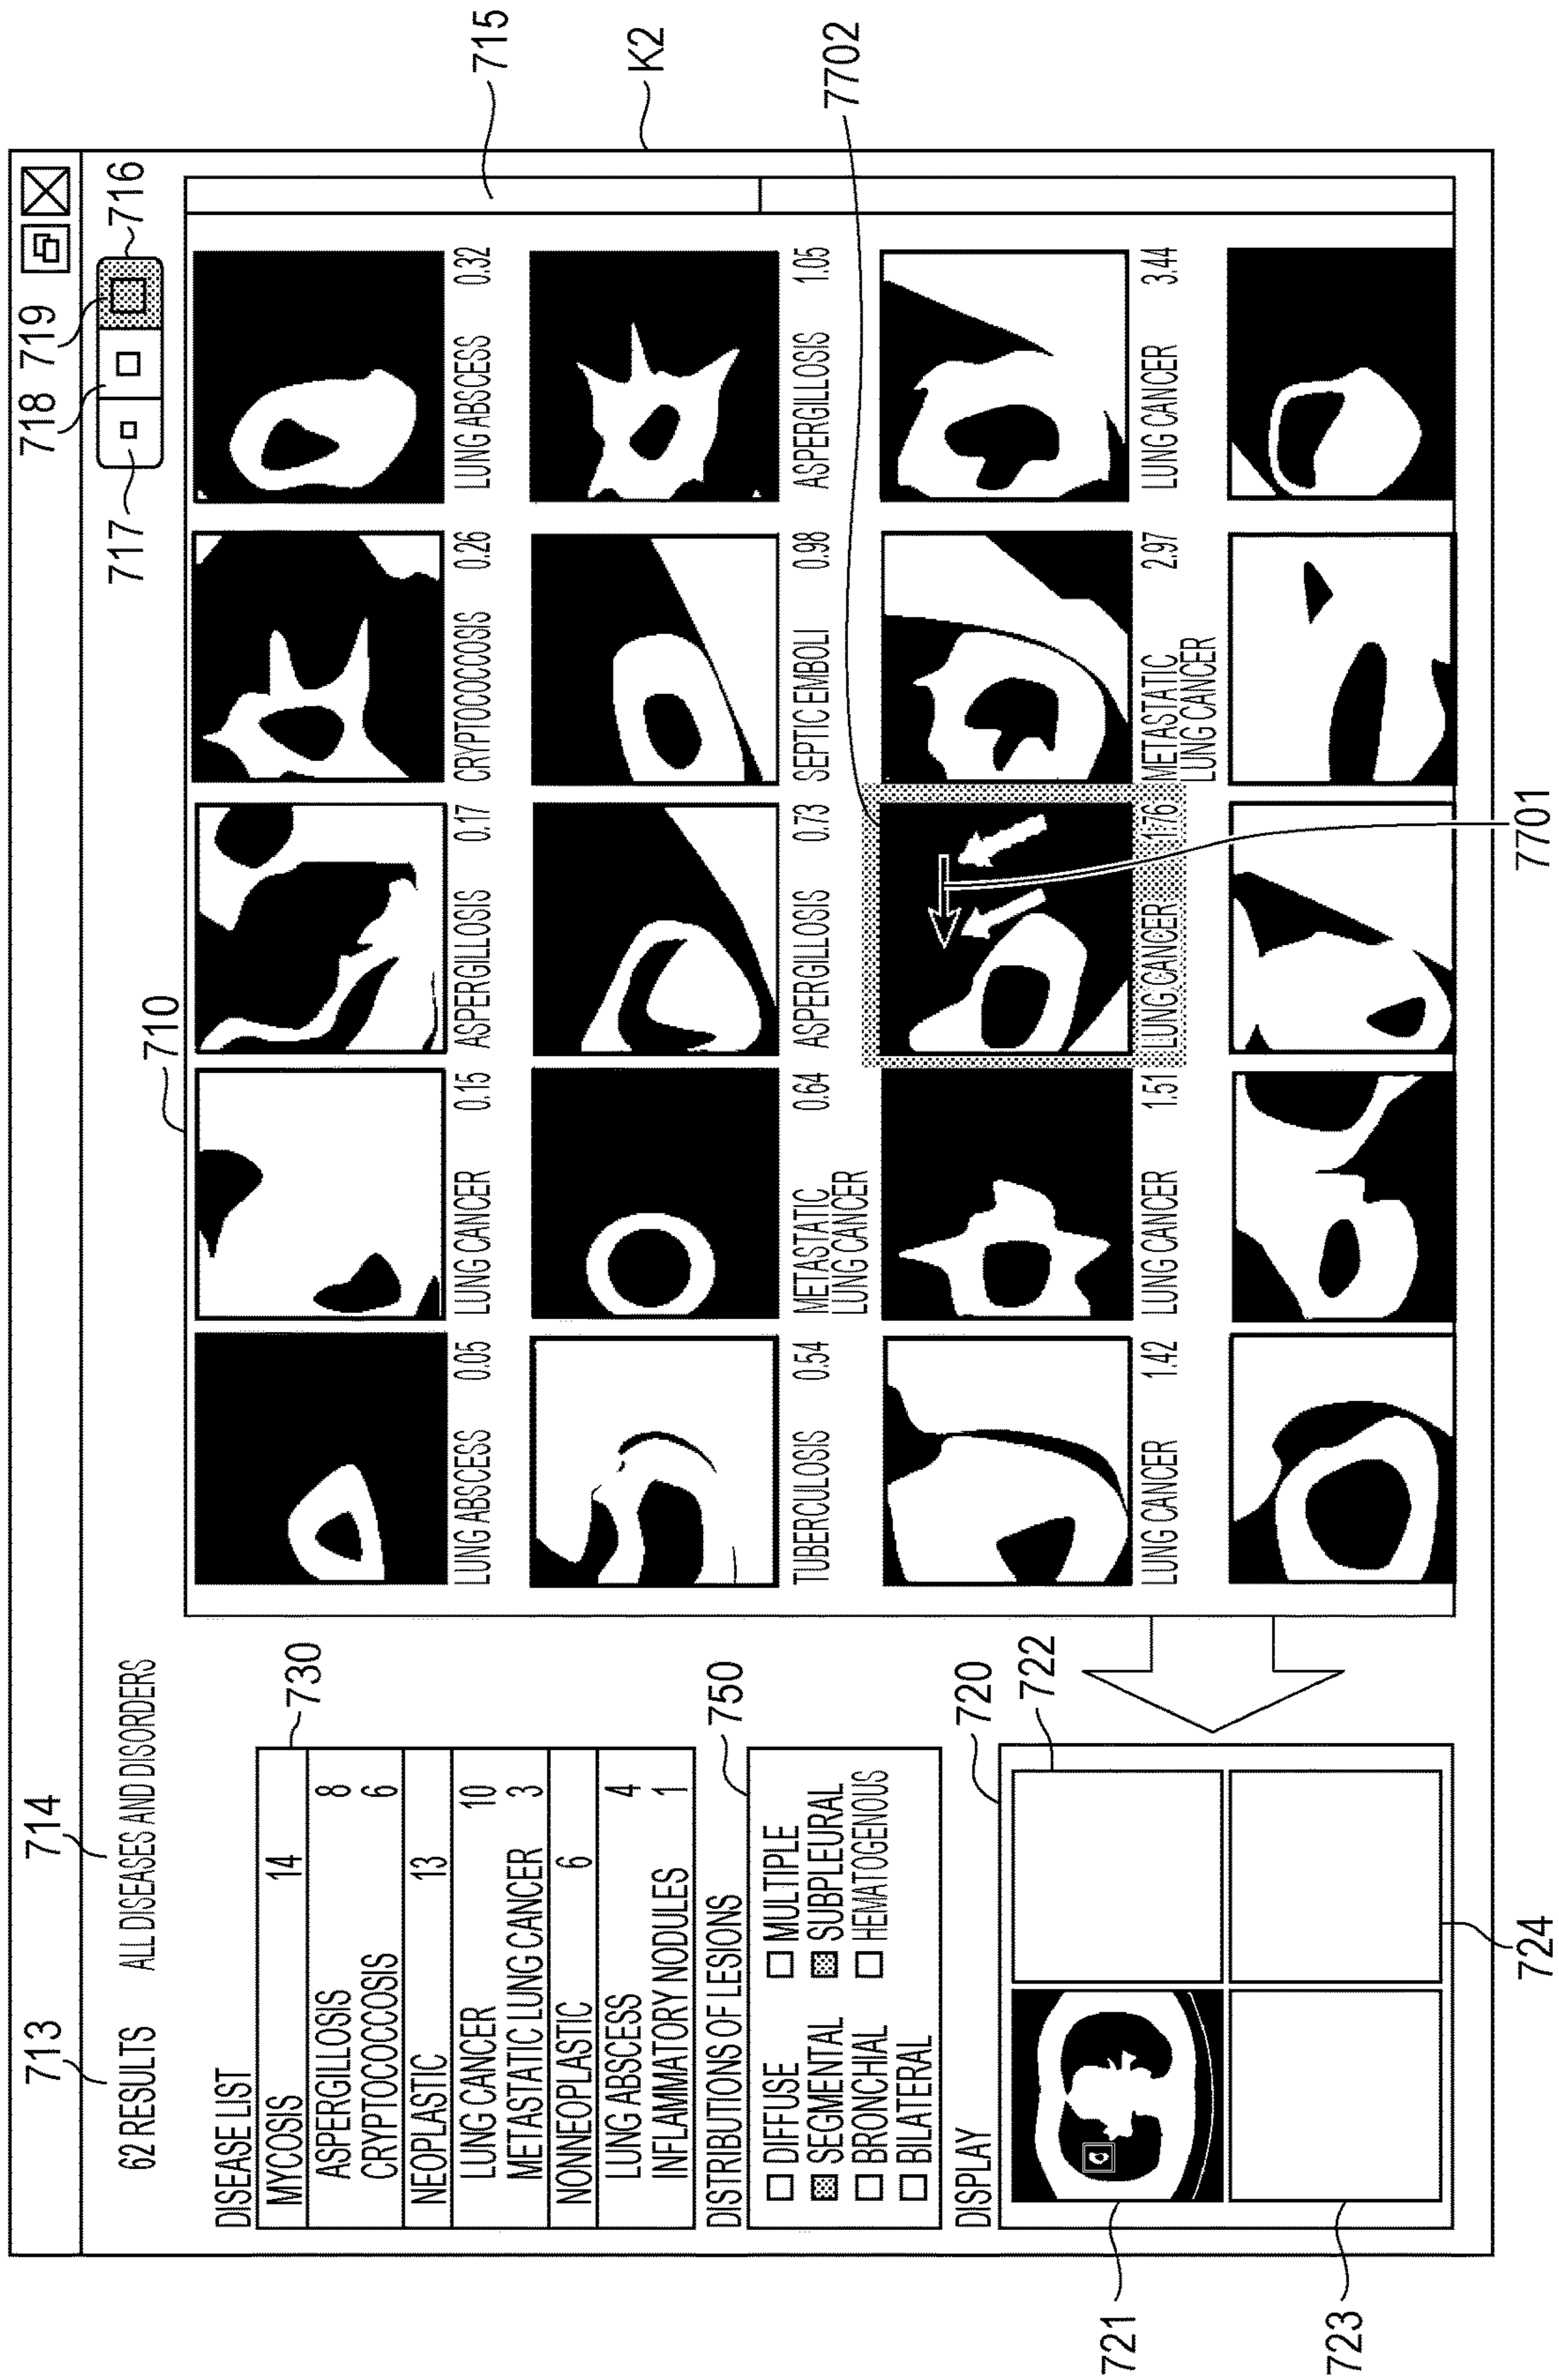 713
714
718
719
62 RESULTS
ALL DISEASES AND DISORDERS
717
716
710
715
K2
7702
DISEASE LIST
730
MYCOSIS 14
ASPERGILLOSIS 8
CRYPTOCOCCOSIS 6
NEOPLASTIC 13
LUNG CANCER 10
METASTATIC LUNG CANCER 3
NONNEOPLASTIC 6
LUNG ABSCESS 4
INFLAMMATORY NODULES 1
DISTRIBUTIONS OF LESIONS
750
DIFFUSE
MULTIPLE
SEGMENTAL
SUBPLEURAL
BRONCHIAL
HEMATOGENOUS
BILATERAL
DISPLAY
720
722
721
723
724
LUNG ABSCESS 0.05
LUNG CANCER 0.15
ASPERGILLOSIS 0.17
CRYPTOCOCCOSIS 0.26
LUNG ABSCESS 0.32
TUBERCULOSIS 0.54
METASTATIC 0.64
LUNG CANCER
ASPERGILLOSIS 0.73
SEPTIC EMBOLI 0.98
ASPERGILLOSIS 1.05
LUNG CANCER 1.42
LUNG CANCER 1.51
LUNG CANCER 1.76
METASTATIC 2.97
LUNG CANCER
LUNG CANCER 3.44
7701